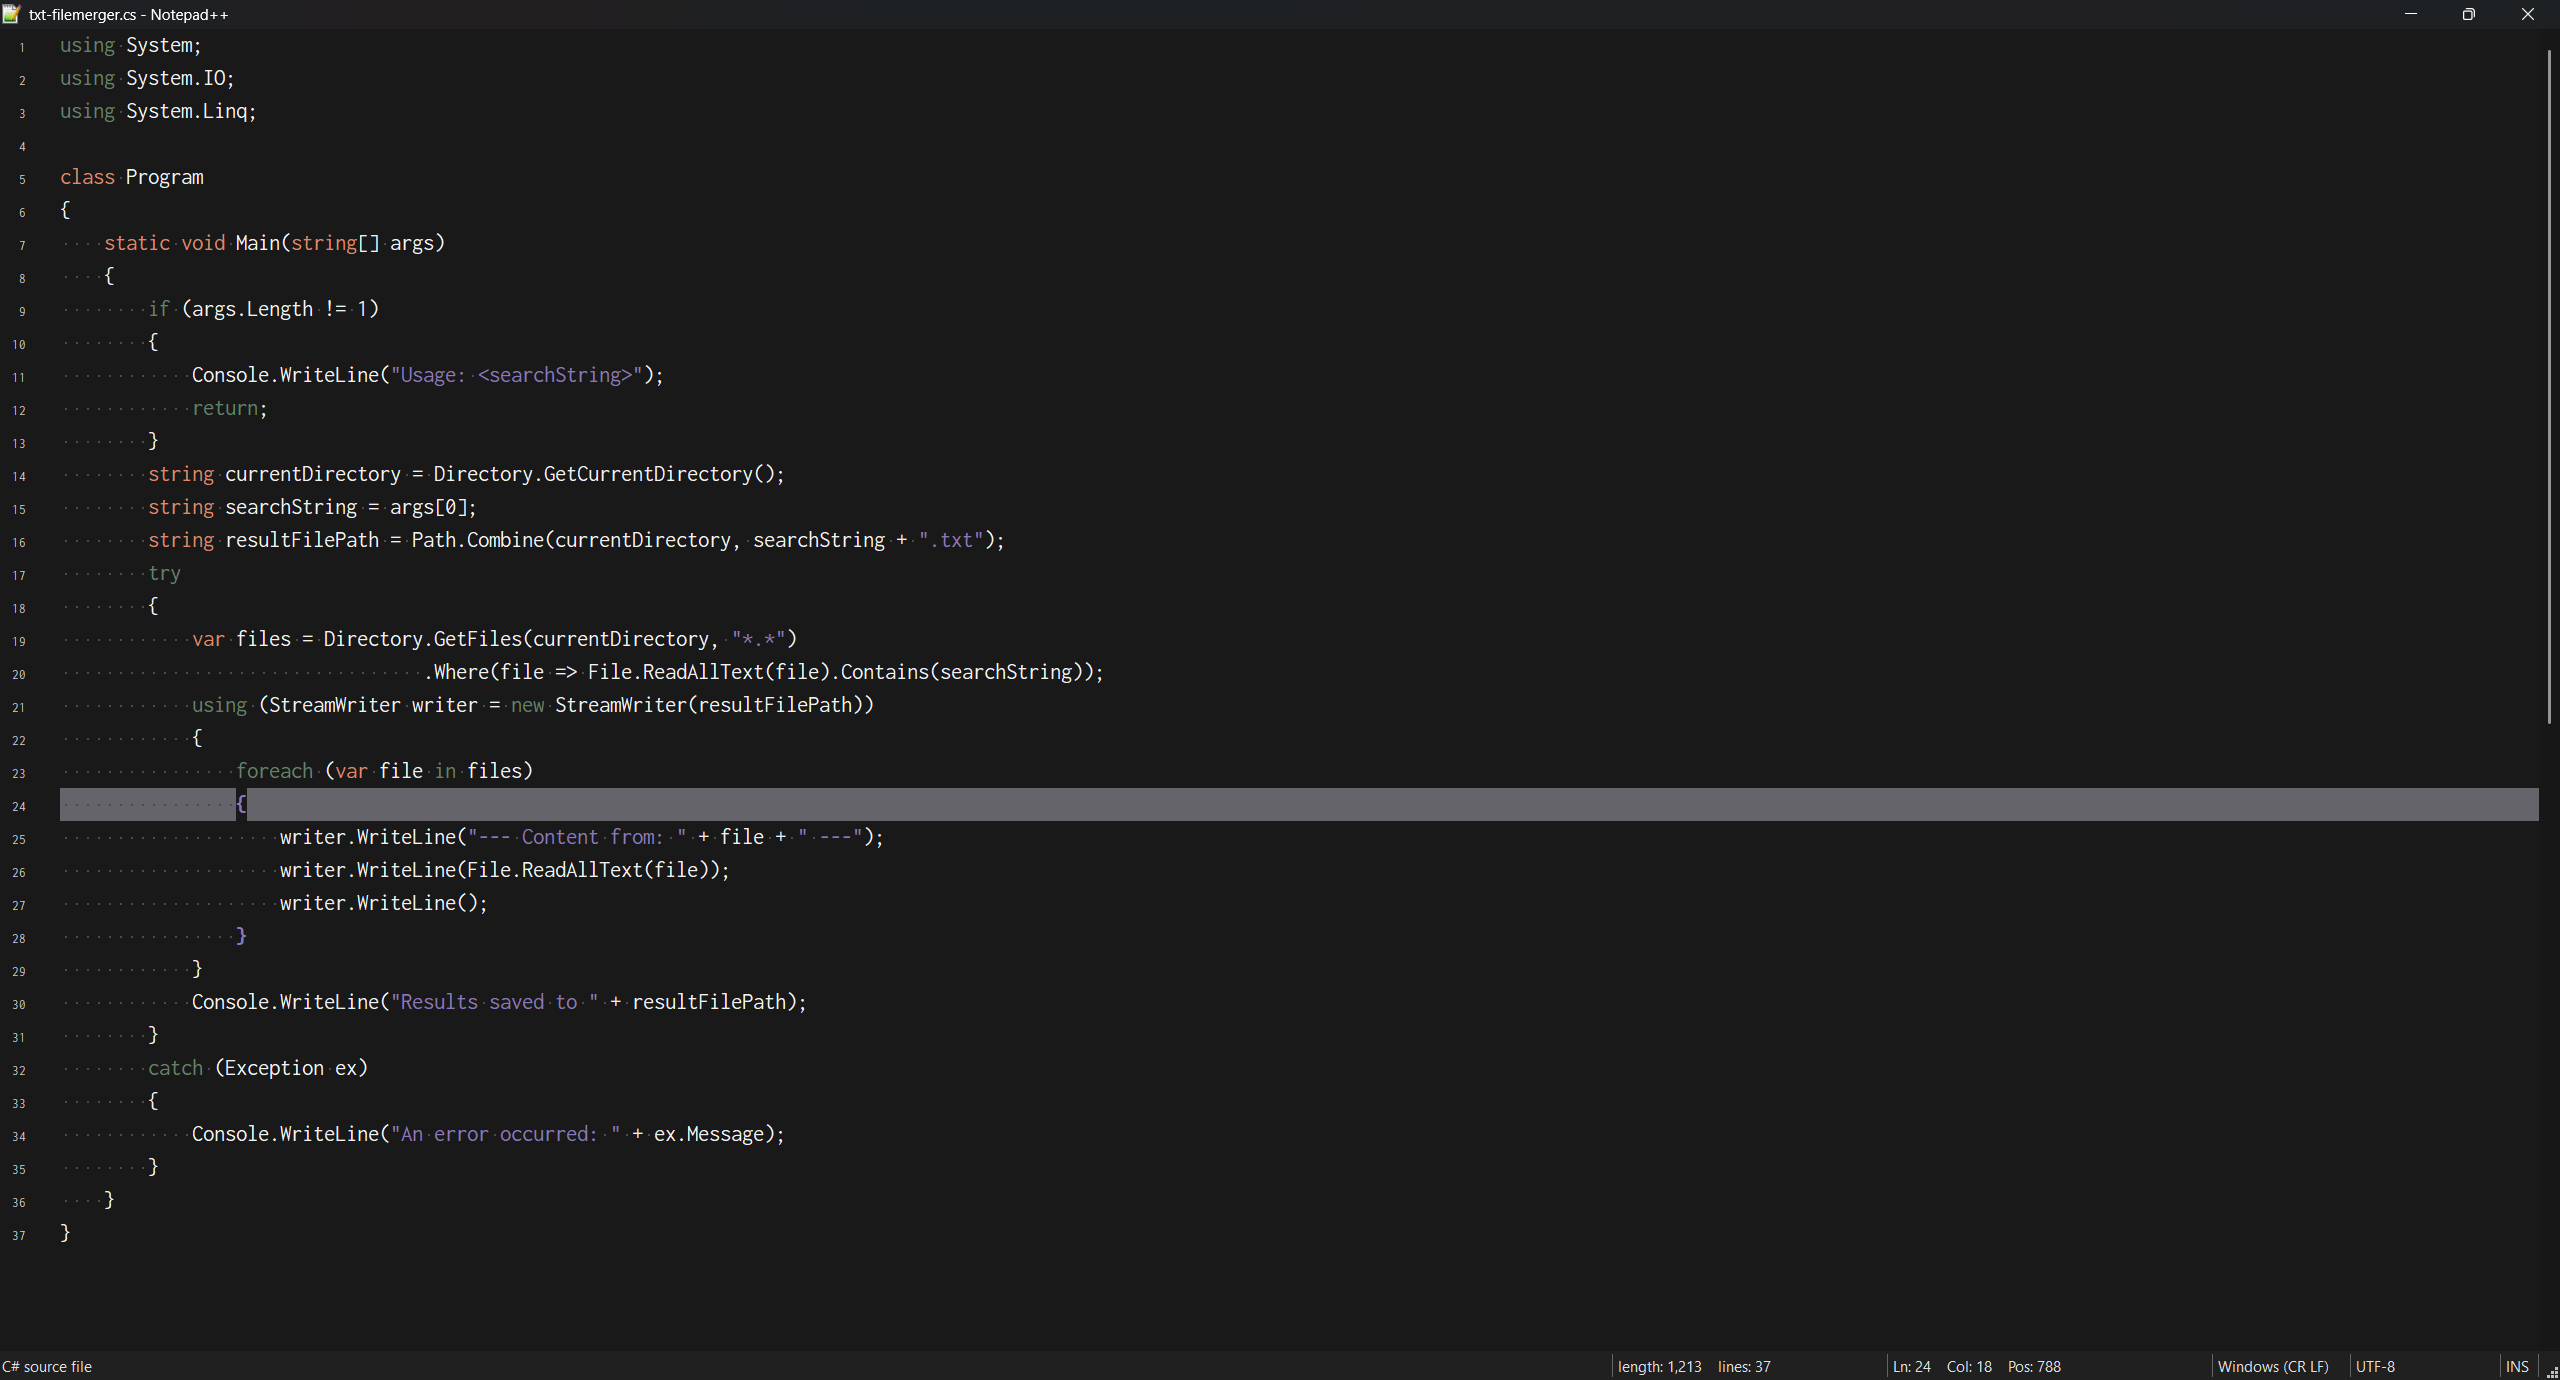 txt-filemerger.cs - Notepad++
1 using System;
2 using System.IO;
3 using System.Linq;
4
5 class Program
6 {
7     static void Main(string[] args)
8     {
9         if (args.Length != 1)
10         {
11             Console.WriteLine("Usage: <searchString>");
12             return;
13         }
14         string currentDirectory = Directory.GetCurrentDirectory();
15         string searchString = args[0];
16         string resultFilePath = Path.Combine(currentDirectory, searchString + ".txt");
17         try
18         {
19             var files = Directory.GetFiles(currentDirectory, "*.*")
20                                  .Where(file => File.ReadAllText(file).Contains(searchString));
21             using (StreamWriter writer = new StreamWriter(resultFilePath))
22             {
23                 foreach (var file in files)
24                 {
25                     writer.WriteLine("--- Content from: " + file + " ---");
26                     writer.WriteLine(File.ReadAllText(file));
27                     writer.WriteLine();
28                 }
29             }
30             Console.WriteLine("Results saved to " + resultFilePath);
31         }
32         catch (Exception ex)
33         {
34             Console.WriteLine("An error occurred: " + ex.Message);
35         }
36     }
37 }
C# source file length: 1,213 lines: 37 Ln: 24 Col: 18 Pos: 788 Windows (CR LF) UTF-8 INS